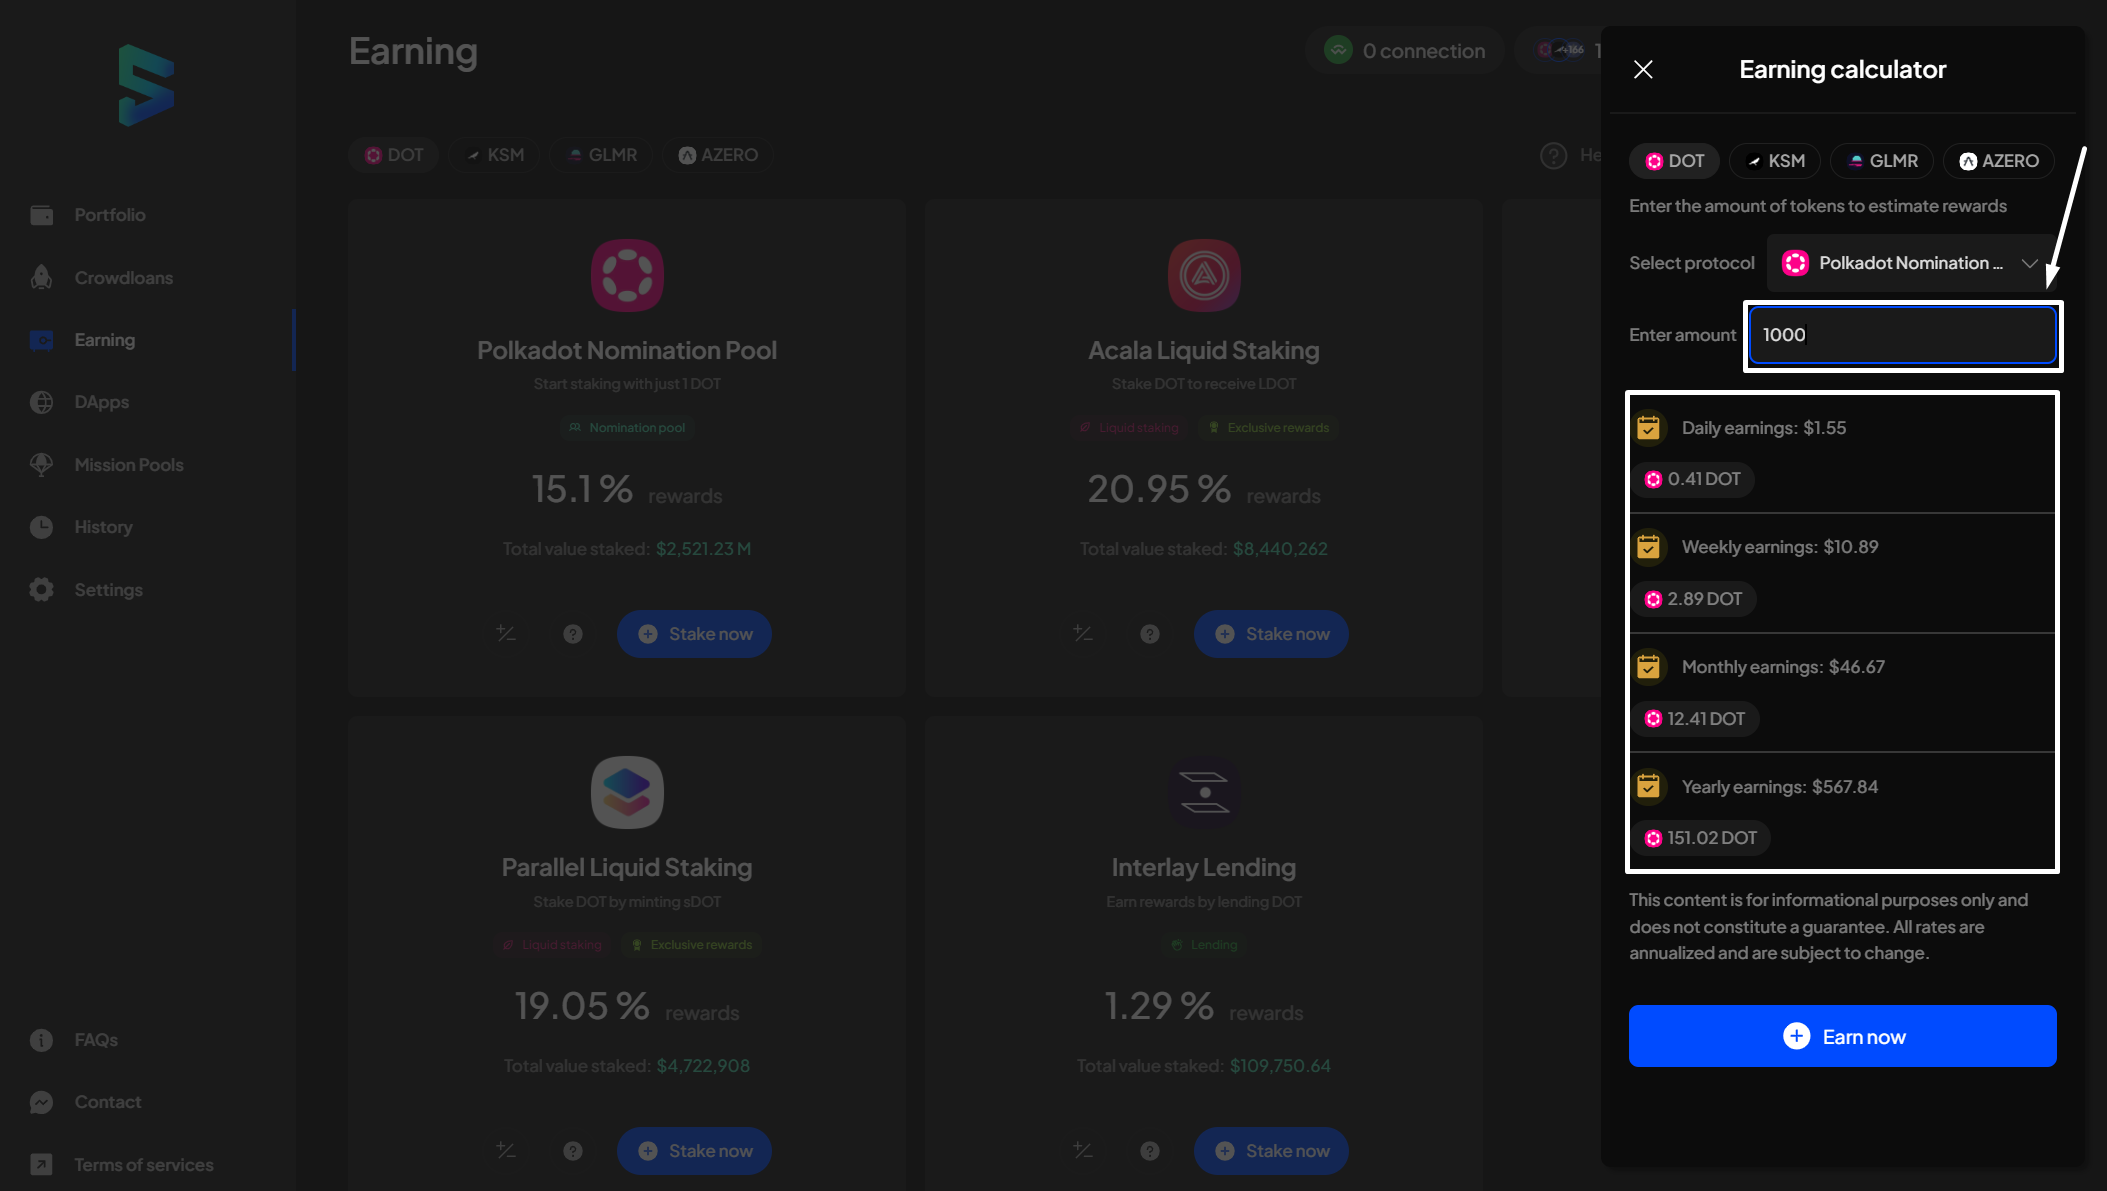 Earning
0 connection
+166
1
DOT
KSM
GLMR
AZERO
He
Portfolio
Crowdloans
Earning
DApps
Mission Pools
History
Settings
FAQs
Contact
Terms of services
Polkadot Nomination Pool
Start staking with just 1 DOT
Nomination pool
15.1 % rewards
Total value staked: $2,521.23 M
Stake now
Acala Liquid Staking
Stake DOT to receive LDOT
Liquid staking
Exclusive rewards
20.95 % rewards
Total value staked: $8,440,262
Stake now
Parallel Liquid Staking
Stake DOT by minting sDOT
Liquid staking
Exclusive rewards
19.05 % rewards
Total value staked: $4,722,908
Stake now
Interlay Lending
Earn rewards by lending DOT
Lending
1.29 % rewards
Total value staked: $109,750.64
Stake now
Earning calculator
DOT
KSM
GLMR
AZERO
Enter the amount of tokens to estimate rewards
Select protocol
Polkadot Nomination ...
Enter amount
1000
Daily earnings: $1.55
0.41 DOT
Weekly earnings: $10.89
2.89 DOT
Monthly earnings: $46.67
12.41 DOT
Yearly earnings: $567.84
151.02 DOT
This content is for informational purposes only and
does not constitute a guarantee. All rates are
annualized and are subject to change.
Earn now